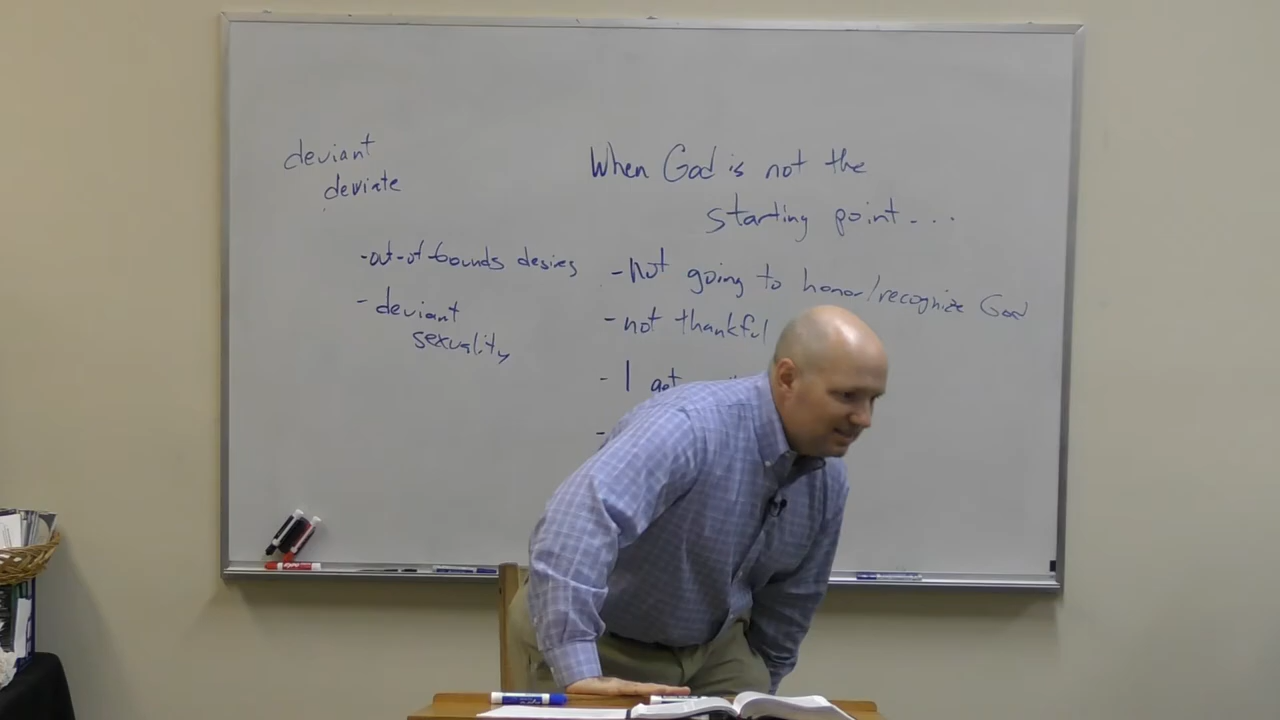 deviant
deviate
-out-of-bounds desires
- deviant
sexuality
When God is not the
starting point...
-not going to honor/recognize God
-not thankful
- I get
-